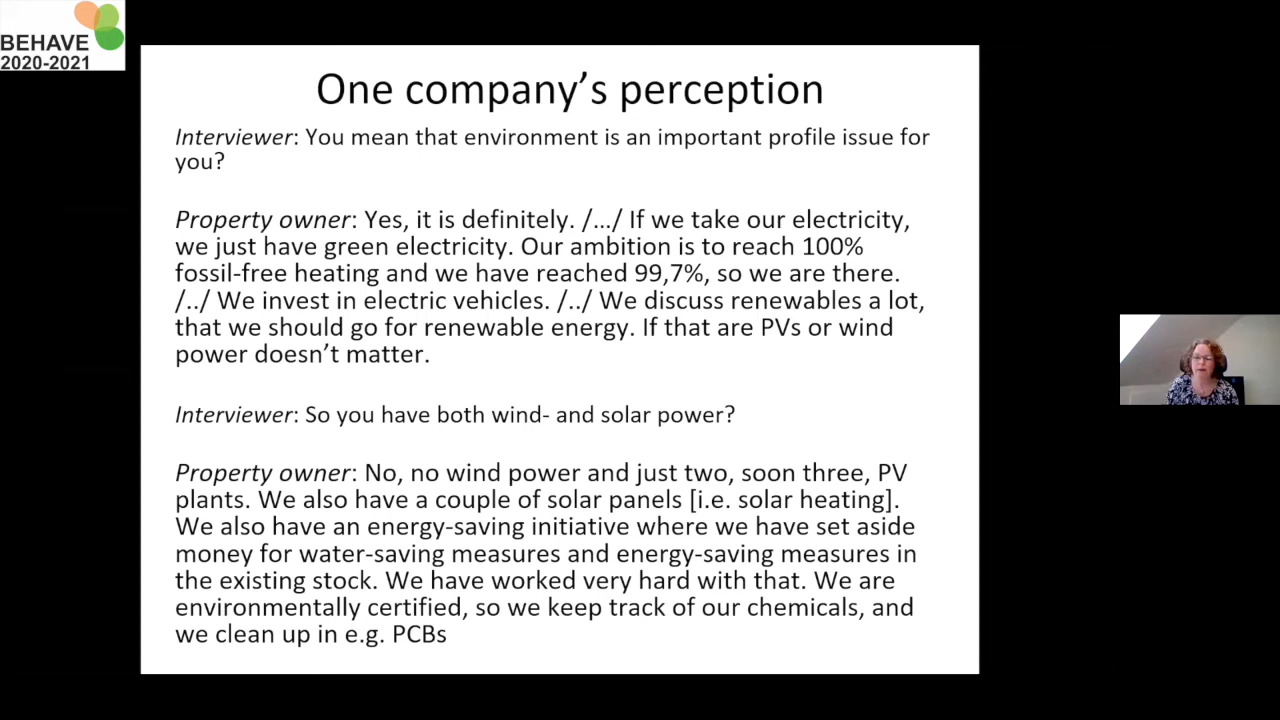 BEHAVE
2020-2021
One company’s perception
Interviewer: You mean that environment is an important profile issue for
you?
Property owner: Yes, it is definitely. /…/ If we take our electricity,
we just have green electricity. Our ambition is to reach 100%
fossil-free heating and we have reached 99,7%, so we are there.
/../ We invest in electric vehicles. /../ We discuss renewables a lot,
that we should go for renewable energy. If that are PVs or wind
power doesn’t matter.
Interviewer: So you have both wind- and solar power?
Property owner: No, no wind power and just two, soon three, PV
plants. We also have a couple of solar panels [i.e. solar heating].
We also have an energy-saving initiative where we have set aside
money for water-saving measures and energy-saving measures in
the existing stock. We have worked very hard with that. We are
environmentally certified, so we keep track of our chemicals, and
we clean up in e.g. PCBs